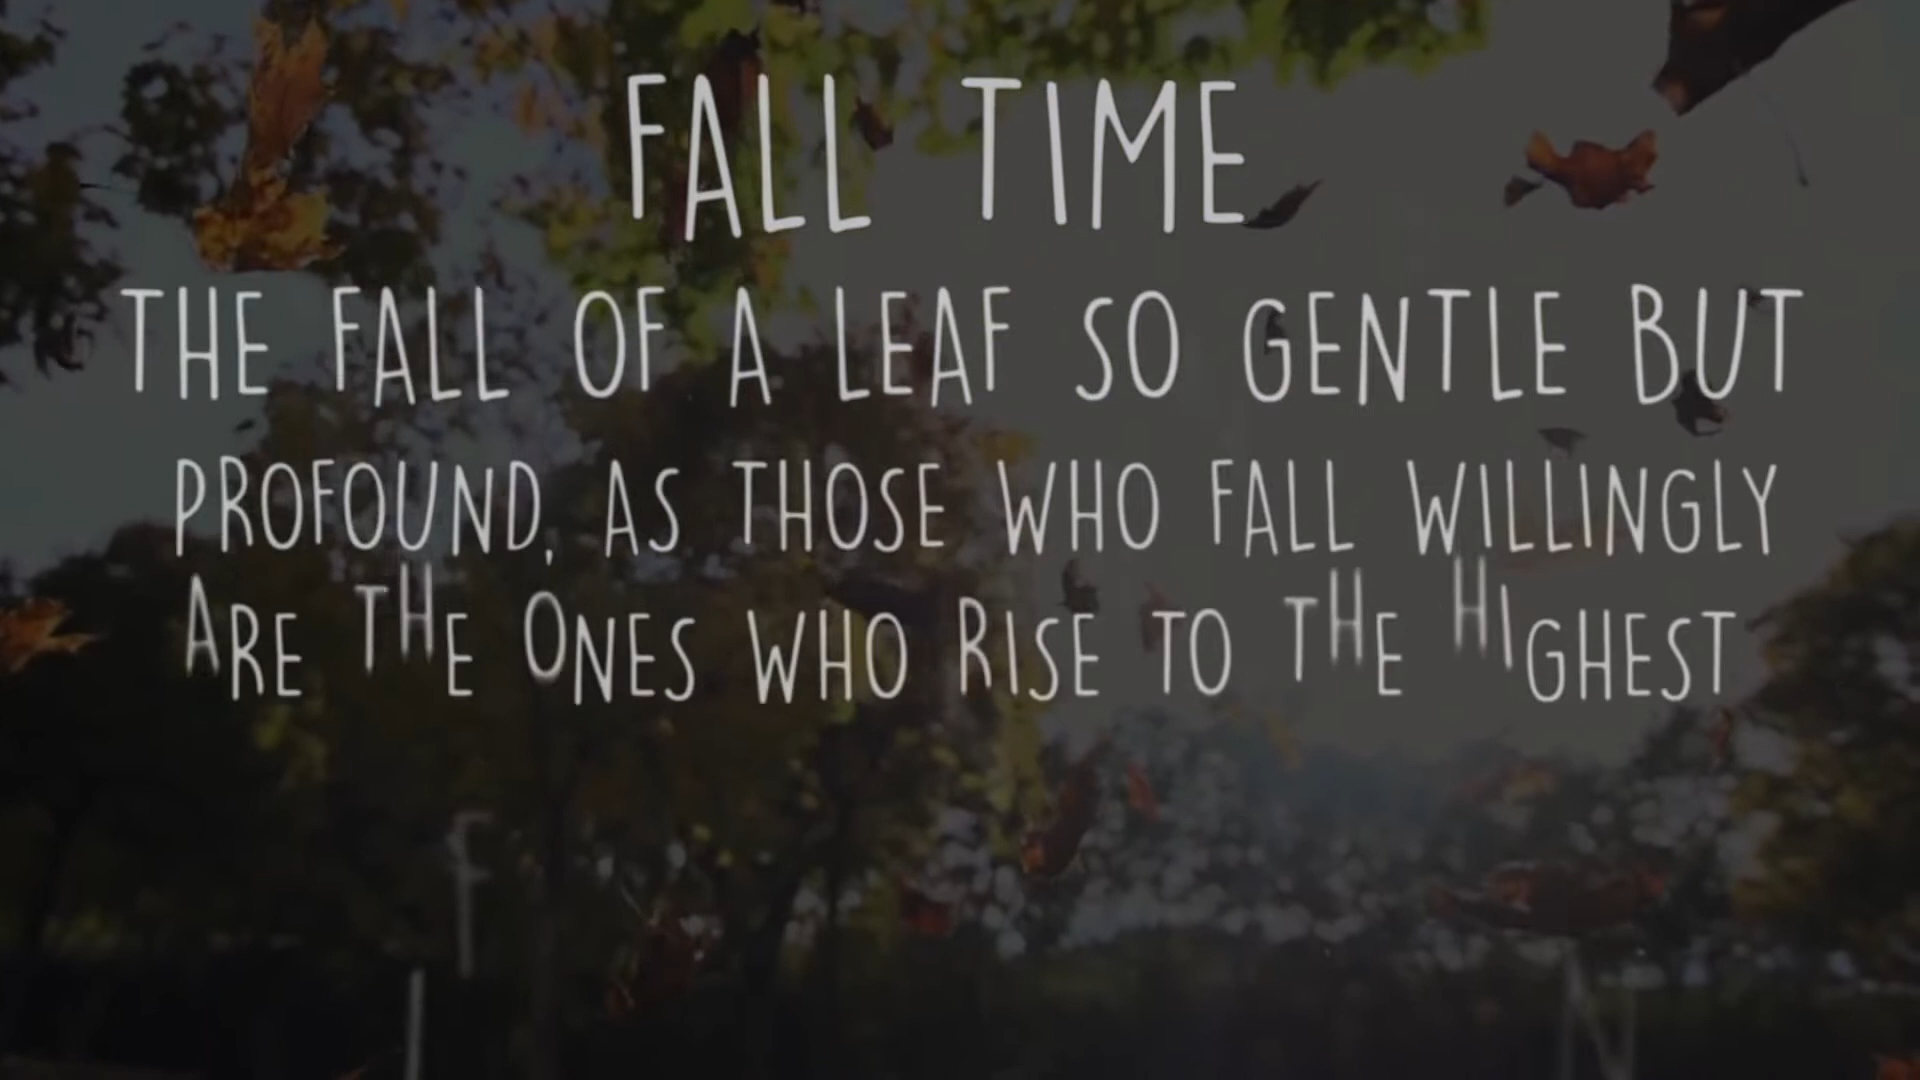 FALL TIME
THE FALL OF A LEAF SO GENTLE BUT
PROFOUND, AS THOSE WHO FALL WILLINGLY
ARE THE ONES WHO RISE TO THE HIGHEST